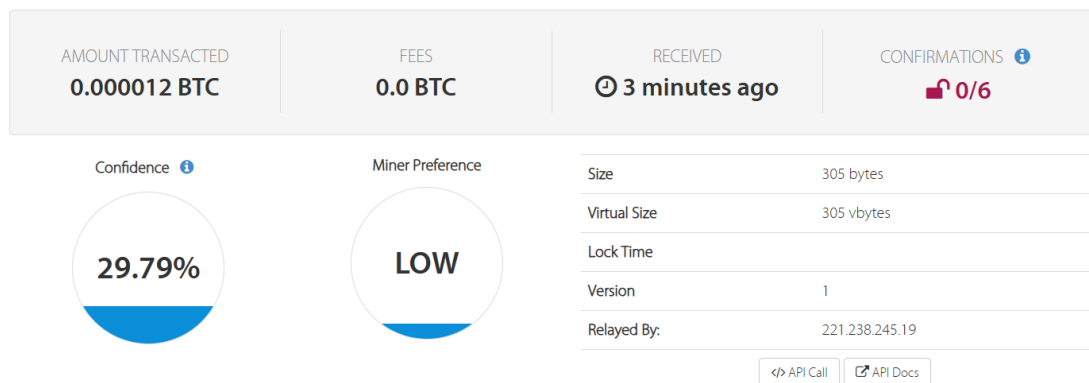 AMOUNT TRANSACTED
0.000012 BTC
FEES
0.0 BTC
RECEIVED
3 minutes ago
CONFIRMATIONS
0/6
Confidence
29.79%
Miner Preference
LOW
Size 305 bytes
Virtual Size 305 vbytes
Lock Time
Version 1
Relayed By: 221.238.245.19
</> API Call API Docs